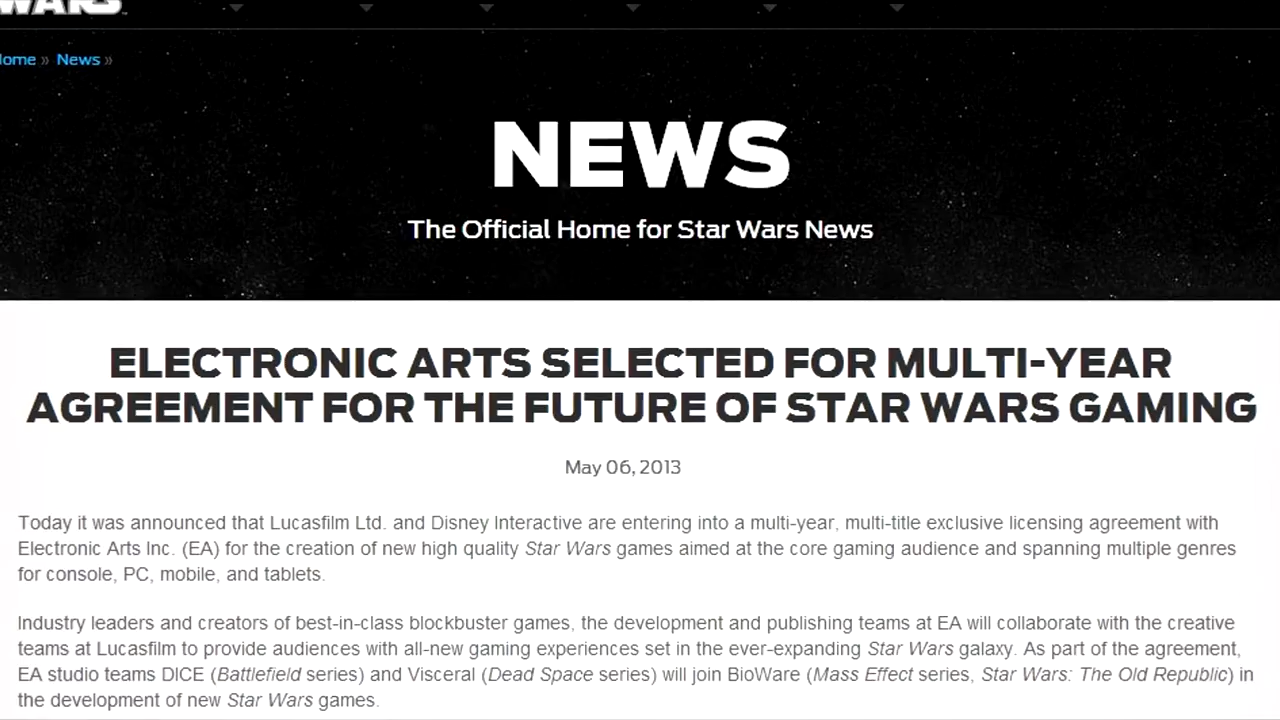 WARS
Home » News »
NEWS
The Official Home for Star Wars News
ELECTRONIC ARTS SELECTED FOR MULTI-YEAR
AGREEMENT FOR THE FUTURE OF STAR WARS GAMING
May 06, 2013
Today it was announced that Lucasfilm Ltd. and Disney Interactive are entering into a multi-year, multi-title exclusive licensing agreement with
Electronic Arts Inc. (EA) for the creation of new high quality Star Wars games aimed at the core gaming audience and spanning multiple genres
for console, PC, mobile, and tablets.
Industry leaders and creators of best-in-class blockbuster games, the development and publishing teams at EA will collaborate with the creative
teams at Lucasfilm to provide audiences with all-new gaming experiences set in the ever-expanding Star Wars galaxy. As part of the agreement,
EA studio teams DICE (Battlefield series) and Visceral (Dead Space series) will join BioWare (Mass Effect series, Star Wars: The Old Republic) in
the development of new Star Wars games.